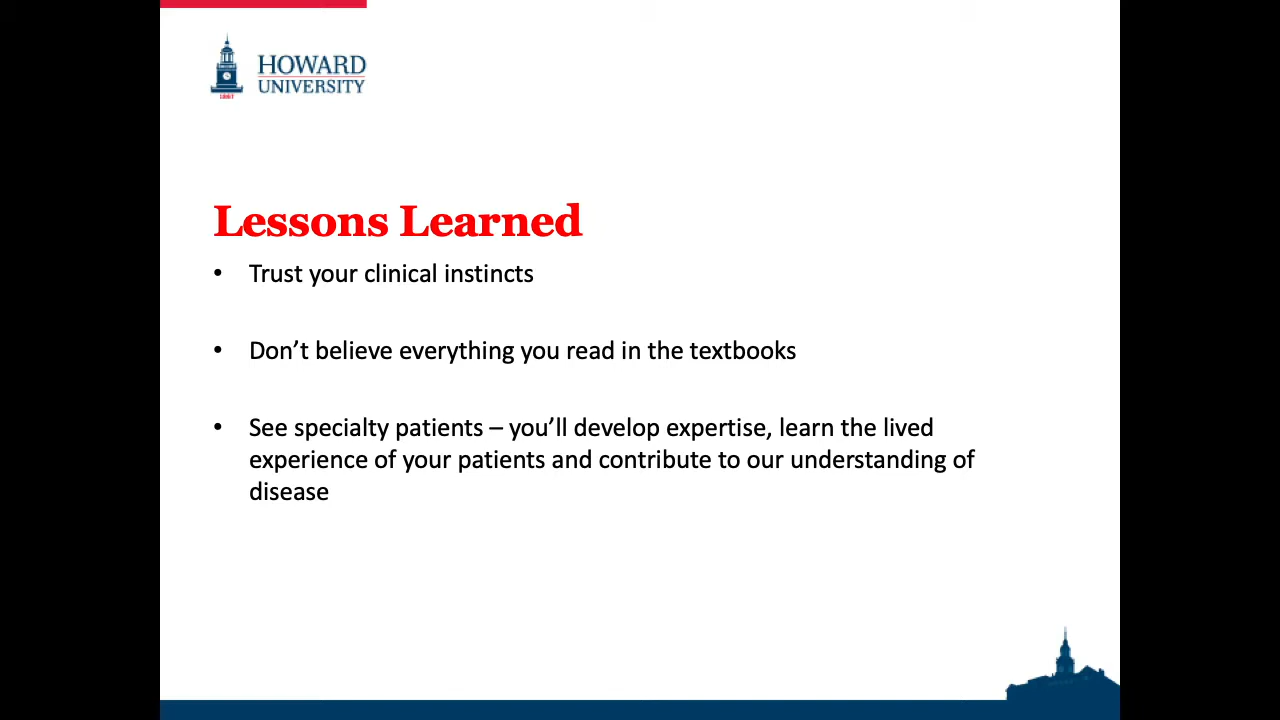 HOWARD
UNIVERSITY
Lessons Learned
• Trust your clinical instincts
• Don’t believe everything you read in the textbooks
• See specialty patients – you’ll develop expertise, learn the lived
experience of your patients and contribute to our understanding of
disease